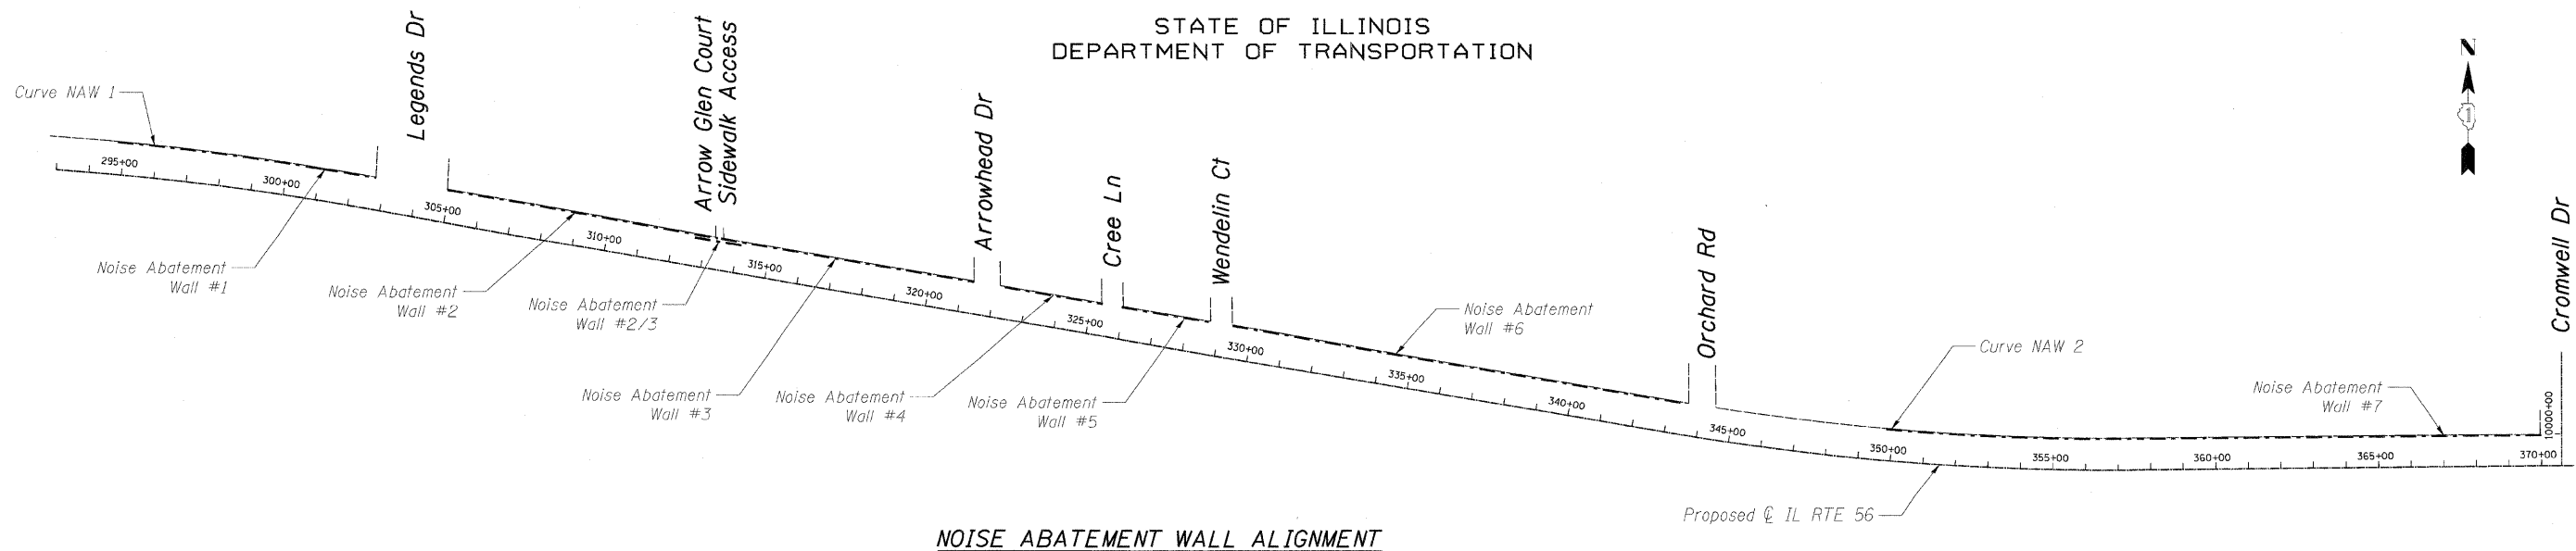 STATE OF ILLINOIS
DEPARTMENT OF TRANSPORTATION
N
1
Curve NAW 1
Legends Dr
Arrow Glen Court
Sidewalk Access
Arrowhead Dr
Cree Ln
Wendelin Ct
Orchard Rd
Cromwell Dr
295+00
300+00
305+00
310+00
315+00
320+00
325+00
330+00
335+00
340+00
345+00
350+00
355+00
360+00
365+00
370+00
1000+00
Noise Abatement
Wall #1
Noise Abatement
Wall #2
Noise Abatement
Wall #2/3
Noise Abatement
Wall #3
Noise Abatement
Wall #4
Noise Abatement
Wall #5
Noise Abatement
Wall #6
Curve NAW 2
Noise Abatement
Wall #7
Proposed ℄ IL RTE 56
NOISE ABATEMENT WALL ALIGNMENT